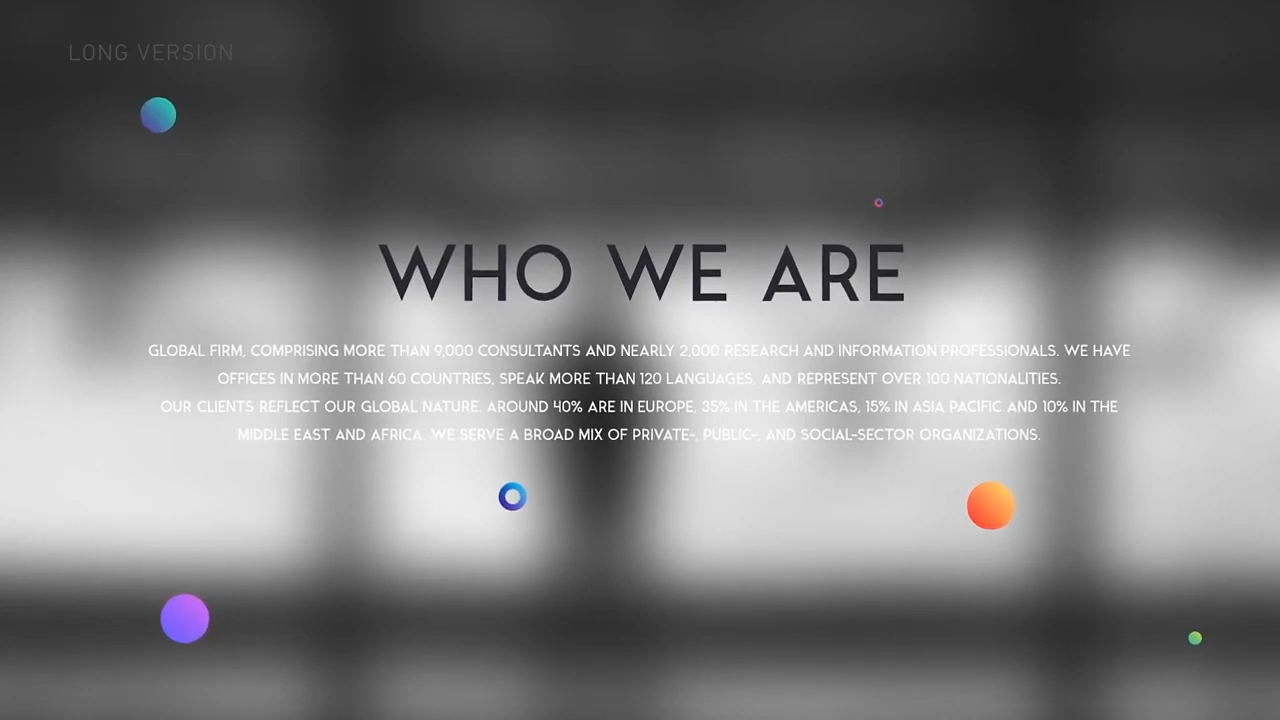 LONG VERSION
WHO WE ARE
GLOBAL FIRM, COMPRISING MORE THAN 9,000 CONSULTANTS AND NEARLY 2,000 RESEARCH AND INFORMATION PROFESSIONALS. WE HAVE
OFFICES IN MORE THAN 60 COUNTRIES, SPEAK MORE THAN 120 LANGUAGES, AND REPRESENT OVER 100 NATIONALITIES.
OUR CLIENTS REFLECT OUR GLOBAL NATURE. AROUND 40% ARE IN EUROPE, 35% IN THE AMERICAS, 15% IN ASIA PACIFIC AND 10% IN THE
MIDDLE EAST AND AFRICA. WE SERVE A BROAD MIX OF PRIVATE-, PUBLIC-, AND SOCIAL-SECTOR ORGANIZATIONS.